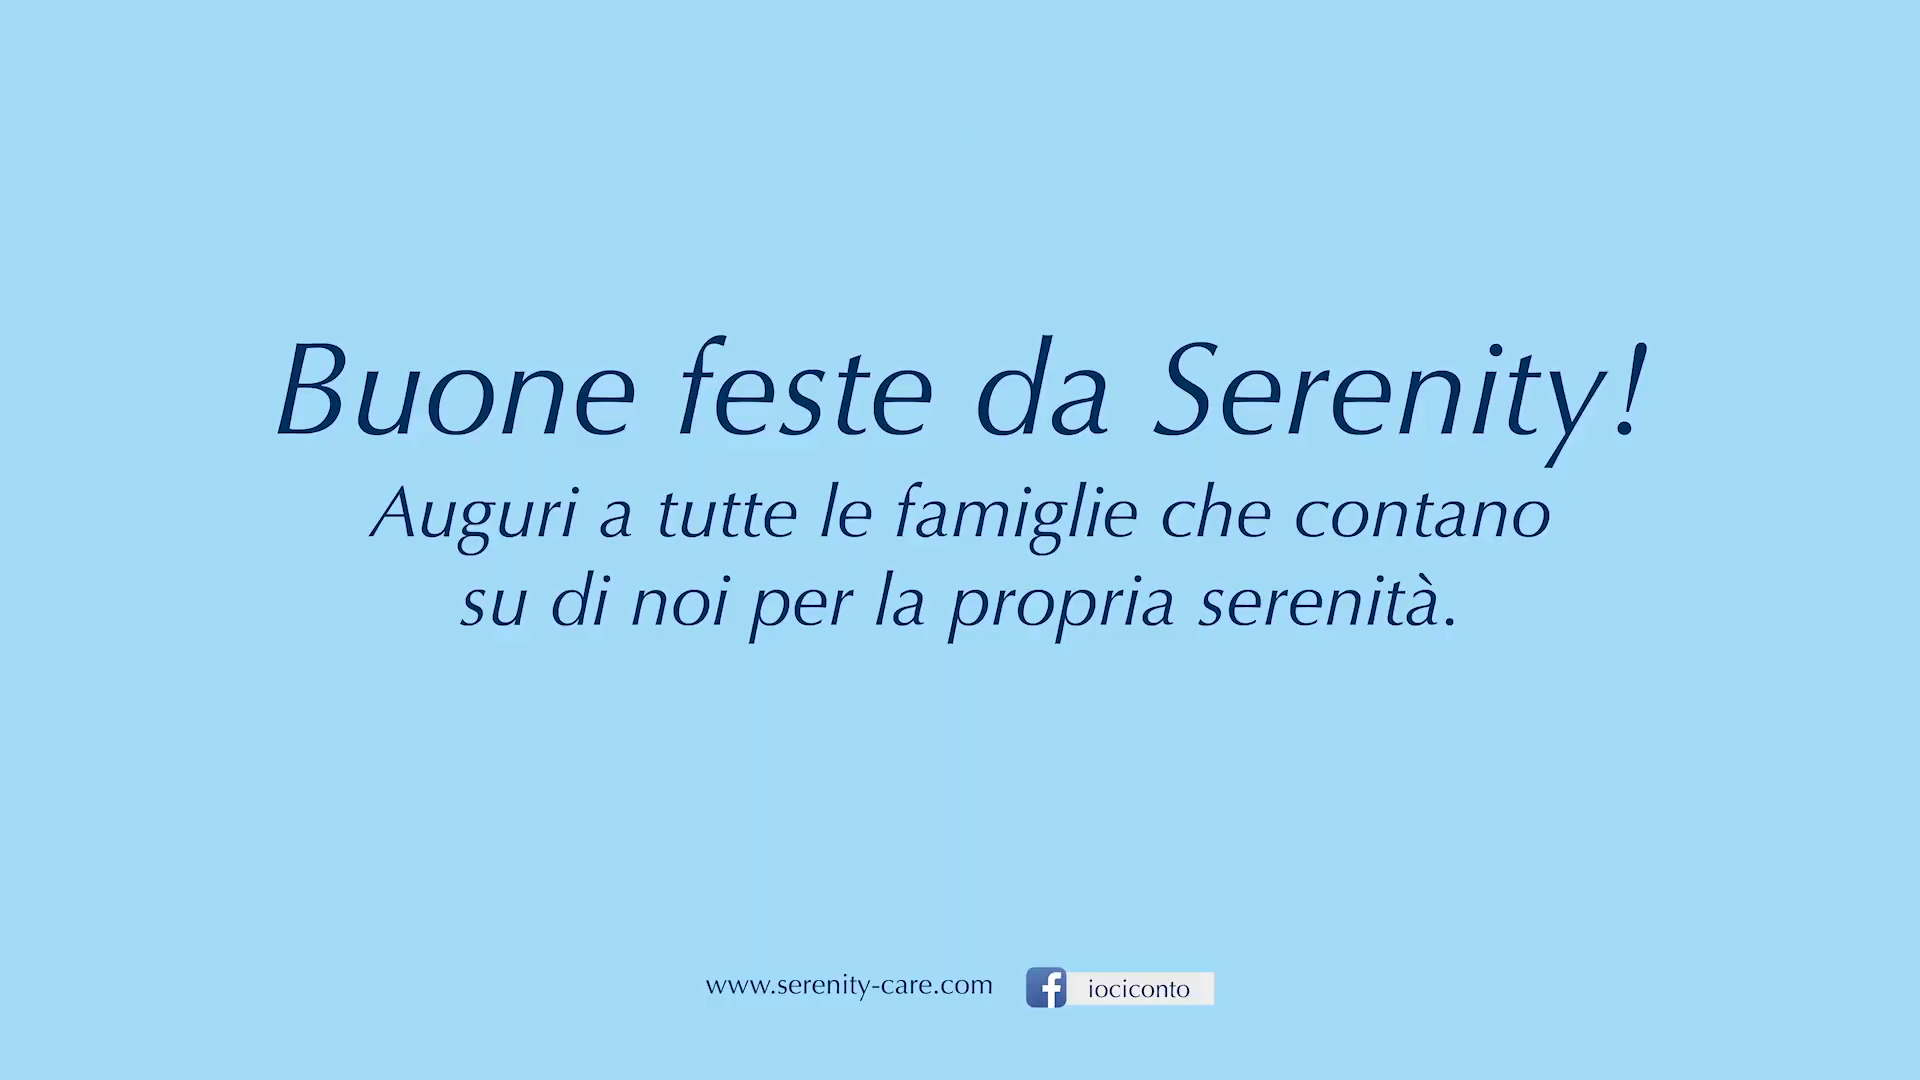 Buone feste da Serenity!
Auguri a tutte le famiglie che contano
su di noi per la propria serenità.
www.serenity-care.com
f iociconto